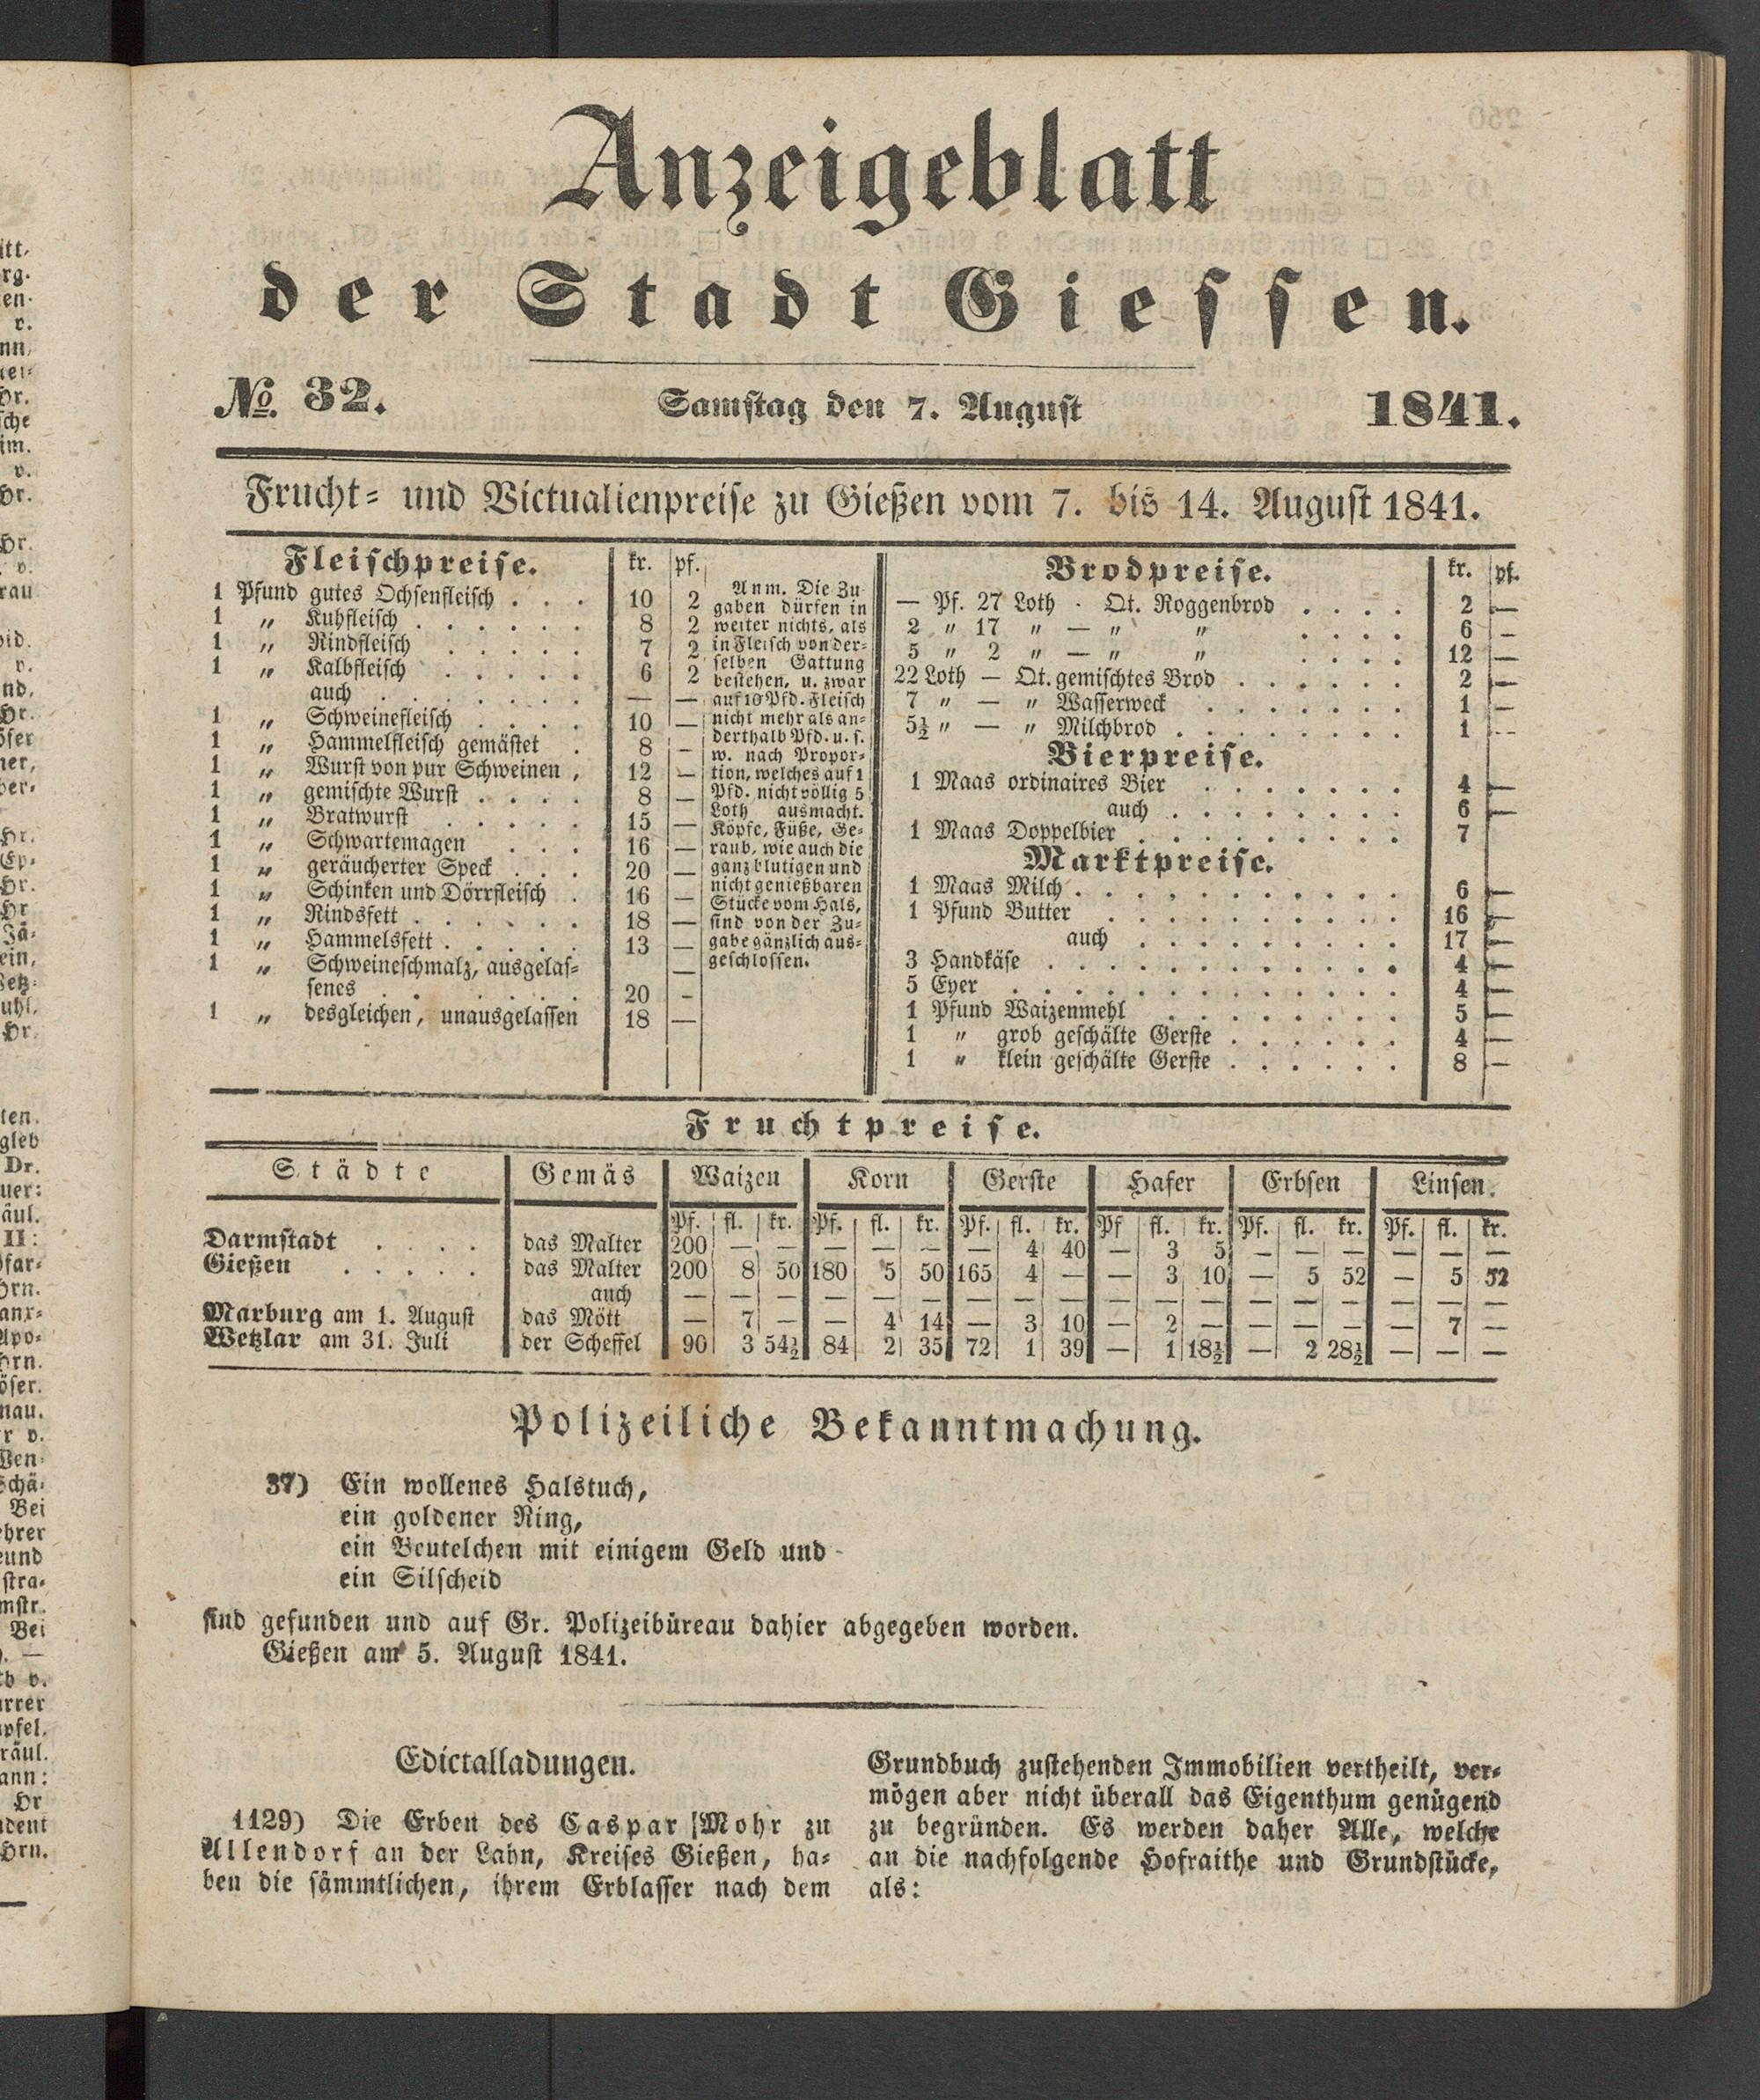 Anzeigeblatt
der Stadt Giessen.
No. 32. Samstag den 7. August 1841.
Frucht- und Victualienpreise zu Gießen vom 7. bis 14. August 1841.
Fleischpreise. kr. pf.
1 Pfund gutes Ochsenfleisch . . . 10 2
1 „ Kuhfleisch . . . . . . 8 2
1 „ Rindfleisch . . . . . 7 2
1 „ Kalbfleisch . . . . . 6 2
auch . . . . . . . — —
1 „ Schweinefleisch . . . . 10 —
1 „ Hammelfleisch gemästet . 8 —
1 „ Wurst von pur Schweinen , 12 —
1 „ gemischte Wurst . . . . 8 —
1 „ Bratwurst . . . . . 15 —
1 „ Schwartemagen . . . 16 —
1 „ geräucherter Speck . . . 20 —
1 „ Schinken und Dörrfleisch . 16 —
1 „ Rindsfett . . . . . . 18 —
1 „ Hammelsfett . . . . . 13 —
1 „ Schweineschmalz, ausgelas- —
senes . . . . . . . 20 -
1 „ desgleichen, unausgelassen 18 —
Anm. Die Zu
gaben dürfen in
weiter nichts, als
in Fleisch von der-
selben Gattung
bestehen, u. zwar
auf 10 Pfd. Fleisch
nicht mehr als an-
derthalb Pfd. u. s.
w. nach Propor-
tion, welches auf 1
Pfd. nicht völlig 5
Loth ausmacht.
Köpfe, Füße, Ge-
raub, wie auch die
ganz blutigen und
nicht genießbaren
Stücke vom Hals,
sind von der Zu-
gabe gänzlich aus-
geschlossen.
Brodpreise. kr. pf.
— Pf. 27 Loth · Qt. Roggenbrod . . . . 2 —
2 „ 17 „ — „ „ . . . . 6 —
5 „ 2 „ — „ „ . . . . 12 —
22 Loth — Qt. gemischtes Brod . . . . . . 2 —
7 „ — „ Wasserweck . . . . . . . 1 —
5½ „ — „ Milchbrod . . . . . . . . 1 —
Bierpreise.
1 Maas ordinaires Bier . . . . . . . 4 —
auch . . . . . . . . 6 —
1 Maas Doppelbier . . . . . . . . . 7
Marktpreise.
1 Maas Milch . . . . . . . . . . . 6 —
1 Pfund Butter . . . . . . . . . . 16 —
auch . . . . . . . . . 17 —
3 Handkäse . . . . . . . . . . . . 4 —
5 Eyer . . . . . . . . . . . . . 4 —
1 Pfund Waizenmehl . . . . . . . . . 5 —
1 „ grob geschälte Gerste . . . . . . 4 —
1 „ klein geschälte Gerste . . . . . . 8 —
Fruchtpreise.
Städte Gemäs Waizen Korn Gerste Hafer Erbsen Linsen.
Pf. fl. kr. Pf. fl. kr. Pf. fl. kr. Pf fl. kr. Pf. fl. kr. Pf. fl. kr.
Darmstadt . . . . das Malter 200 — — — — — — 4 40 — 3 5 — — — — — —
Gießen . . . . . das Malter 200 8 50 180 5 50 165 4 — — 3 10 — 5 52 — 5 52
auch — — — — — — — — — — — — — — — — — —
Marburg am 1. August das Mött — 7 — — 4 14 — 3 10 — 2 — — — — — 7 —
Wetzlar am 31. Juli der Scheffel 90 3 54½ 84 2 35 72 1 39 — 1 18½ — 2 28½ — — —
Polizeiliche Bekanntmachung.
37) Ein wollenes Halstuch,
ein goldener Ring,
ein Beutelchen mit einigem Geld und
ein Silscheid
sind gefunden und auf Gr. Polizeibüreau dahier abgegeben worden.
Gießen am 5. August 1841.
Edictalladungen.
1129) Die Erben des Caspar Mohr zu
Allendorf an der Lahn, Kreises Gießen, ha-
ben die sämmtlichen, ihrem Erblasser nach dem
Grundbuch zustehenden Immobilien vertheilt, ver-
mögen aber nicht überall das Eigenthum genügend
zu begründen. Es werden daher Alle, welche
an die nachfolgende Hofraithe und Grundstücke,
als: